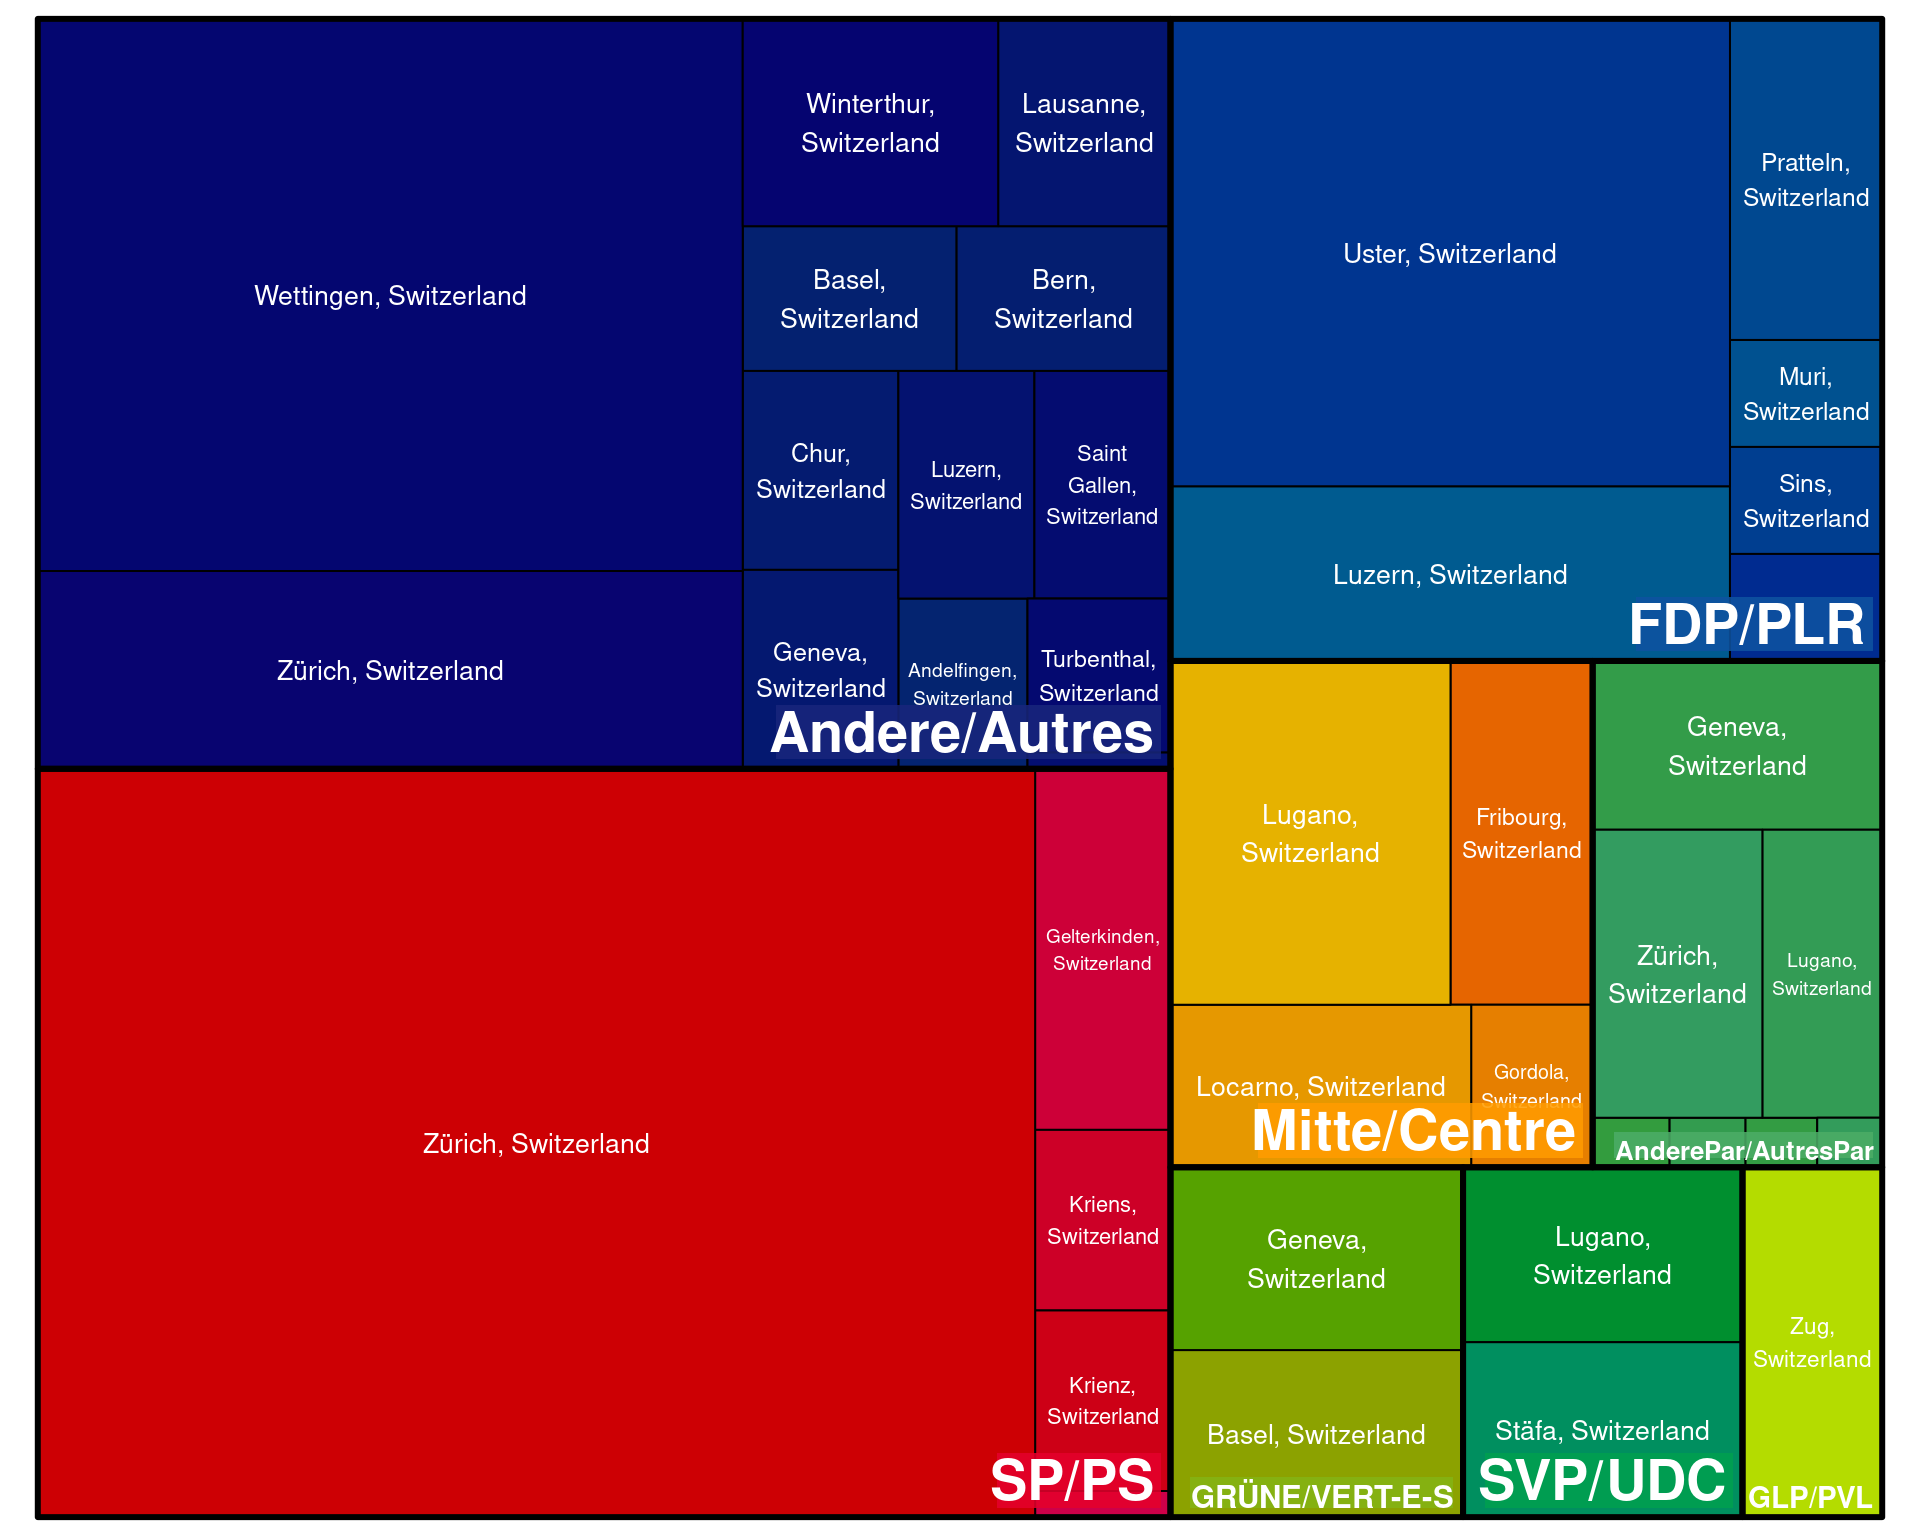 Wettingen, Switzerland
Zürich, Switzerland
Winterthur,
Switzerland
Lausanne,
Switzerland
Basel,
Switzerland
Bern,
Switzerland
Chur,
Switzerland
Luzern,
Switzerland
Saint
Gallen,
Switzerland
Geneva,
Switzerland
Andelfingen,
Switzerland
Turbenthal,
Switzerland
Andere/Autres
Uster, Switzerland
Pratteln,
Switzerland
Muri,
Switzerland
Sins,
Switzerland
Luzern, Switzerland
FDP/PLR
Zürich, Switzerland
Gelterkinden,
Switzerland
Kriens,
Switzerland
Krienz,
Switzerland
SP/PS
Lugano,
Switzerland
Fribourg,
Switzerland
Locarno, Switzerland
Gordola,
Switzerland
Mitte/Centre
Geneva,
Switzerland
Zürich,
Switzerland
Lugano,
Switzerland
AnderePar/AutresPar
Geneva,
Switzerland
Basel, Switzerland
GRÜNE/VERT-E-S
Lugano,
Switzerland
Stäfa, Switzerland
SVP/UDC
Zug,
Switzerland
GLP/PVL